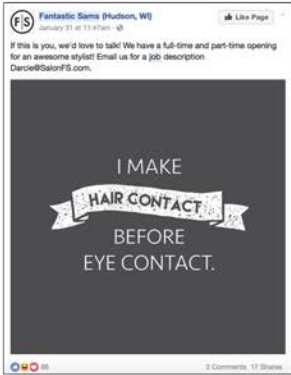 FS
Fantastic Sams (Hudson, WI)
January 31 at 11:47am
Like Page
If this is you, we'd love to talk! We have a full-time and part-time opening
for an awesome stylist! Email us for a job description
Darcie@SalonFS.com.
I MAKE
HAIR CONTACT
BEFORE
EYE CONTACT.
86
2 Comments 17 Shares